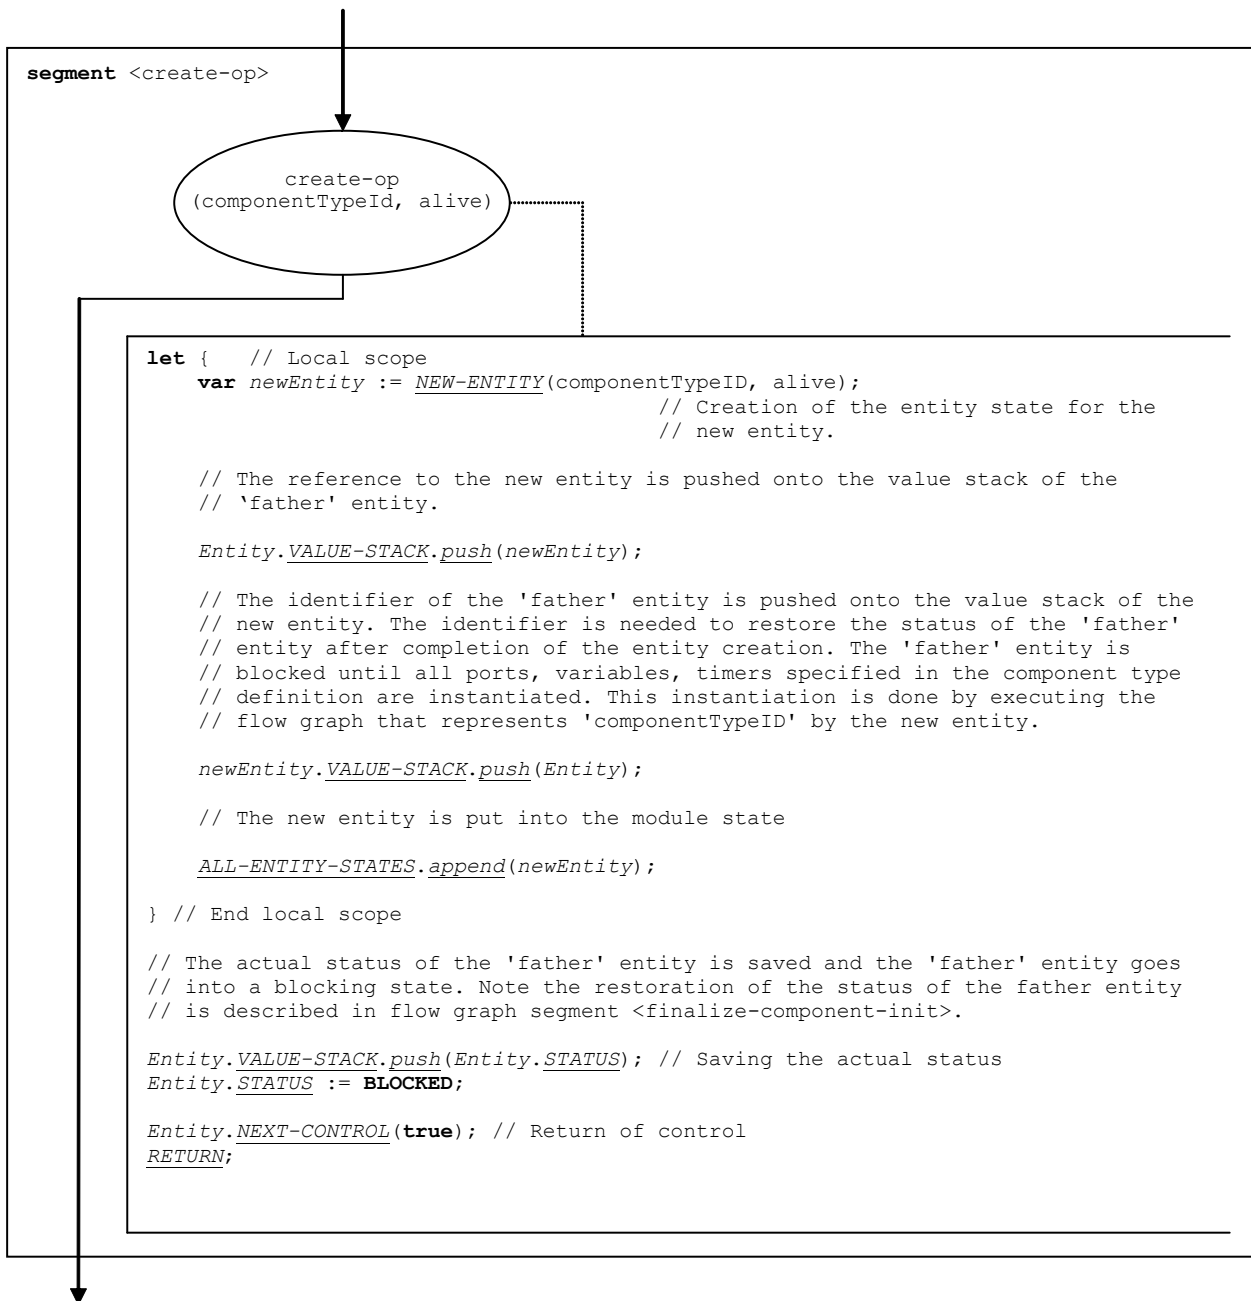 segment <create-op>
create-op
(componentTypeId, alive)
let {   // Local scope
    var newEntity := NEW-ENTITY(componentTypeID, alive);
                                        // Creation of the entity state for the
                                        // new entity.
    // The reference to the new entity is pushed onto the value stack of the
    // ‘father' entity.
    Entity.VALUE-STACK.push(newEntity);
    // The identifier of the 'father' entity is pushed onto the value stack of the
    // new entity. The identifier is needed to restore the status of the 'father'
    // entity after completion of the entity creation. The 'father' entity is
    // blocked until all ports, variables, timers specified in the component type
    // definition are instantiated. This instantiation is done by executing the
    // flow graph that represents 'componentTypeID' by the new entity.
    newEntity.VALUE-STACK.push(Entity);
    // The new entity is put into the module state
    ALL-ENTITY-STATES.append(newEntity);
} // End local scope
// The actual status of the 'father' entity is saved and the 'father' entity goes
// into a blocking state. Note the restoration of the status of the father entity
// is described in flow graph segment <finalize-component-init>.
Entity.VALUE-STACK.push(Entity.STATUS); // Saving the actual status
Entity.STATUS := BLOCKED;
Entity.NEXT-CONTROL(true); // Return of control
RETURN;